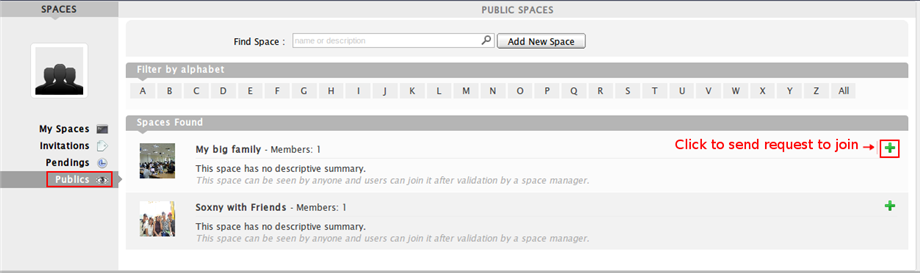 SPACES
PUBLIC SPACES
Find Space :
name or description
Add New Space
Filter by alphabet
A B C D E F G H I J K L M N O P Q R S T U V W X Y Z All
My Spaces
Invitations
Pendings
Publics
Spaces Found
My big family - Members: 1
Click to send request to join
This space has no descriptive summary.
This space can be seen by anyone and users can join it after validation by a space manager.
Soxny with Friends - Members: 1
This space has no descriptive summary.
This space can be seen by anyone and users can join it after validation by a space manager.